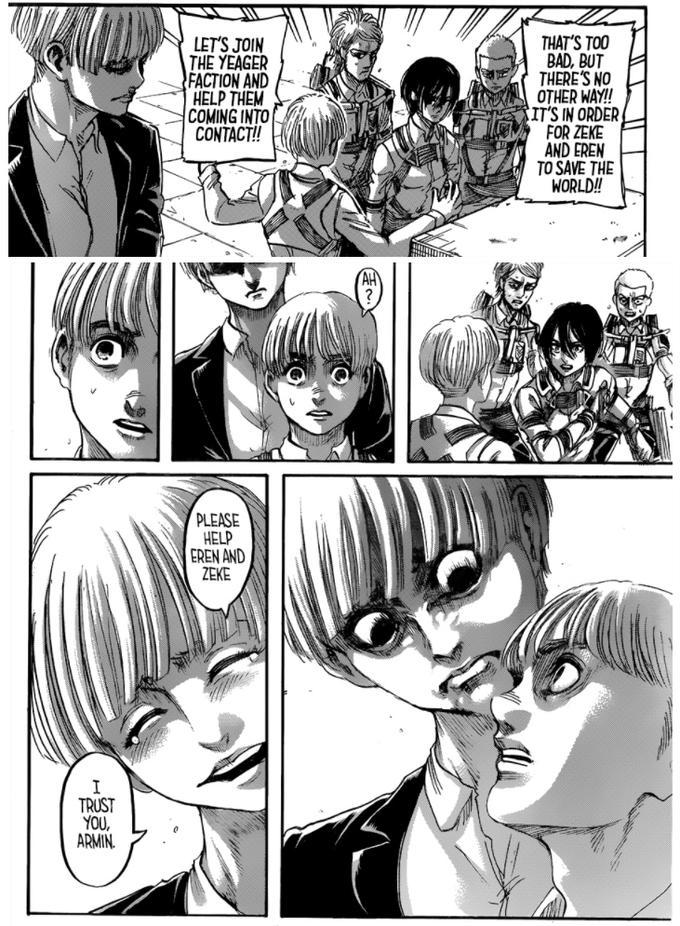 LET'S JOIN
THE YEAGER
FACTION AND
HELP THEM
COMING INTO
CONTACT!!
THAT'S TOO
BAD, BUT
THERE'S NO
OTHER WAY!!
IT'S IN ORDER
FOR ZEKE
AND EREN
TO SAVE THE
WORLD!!
AH
?
PLEASE
HELP
EREN AND
ZEKE
I
TRUST
YOU,
ARMIN.